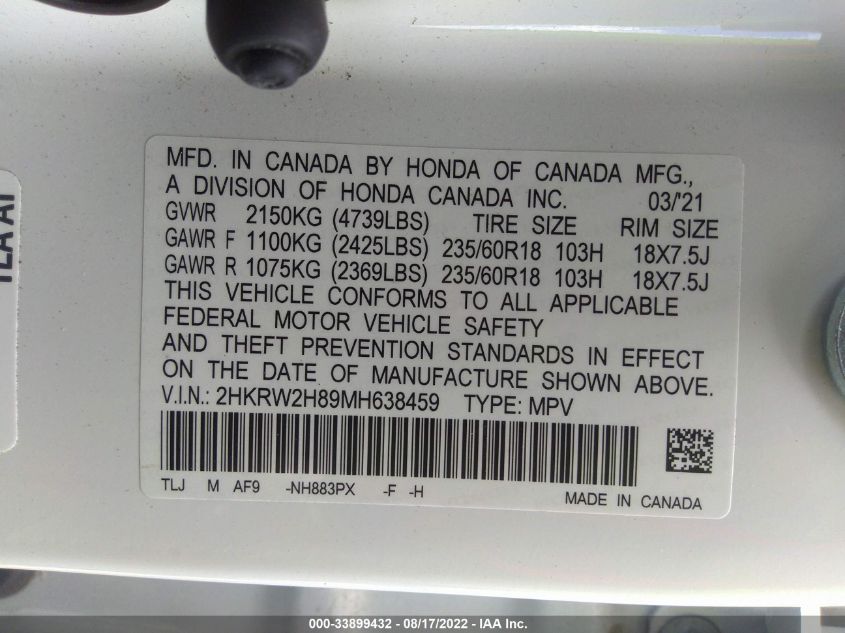 MFD. IN CANADA BY HONDA OF CANADA MFG.,
A DIVISION OF HONDA CANADA INC. 03/'21
GVWR 2150KG (4739LBS) TIRE SIZE RIM SIZE
GAWR F 1100KG (2425LBS) 235/60R18 103H 18X7.5J
GAWR R 1075KG (2369LBS) 235/60R18 103H 18X7.5J
THIS VEHICLE CONFORMS TO ALL APPLICABLE
FEDERAL MOTOR VEHICLE SAFETY
AND THEFT PREVENTION STANDARDS IN EFFECT
ON THE DATE OF MANUFACTURE SHOWN ABOVE.
V.I.N.: 2HKRW2H89MH638459 TYPE: MPV
TLJ M AF9 -NH883PX -F -H
MADE IN CANADA
000-33899432 - 08/17/2022 - IAA Inc.